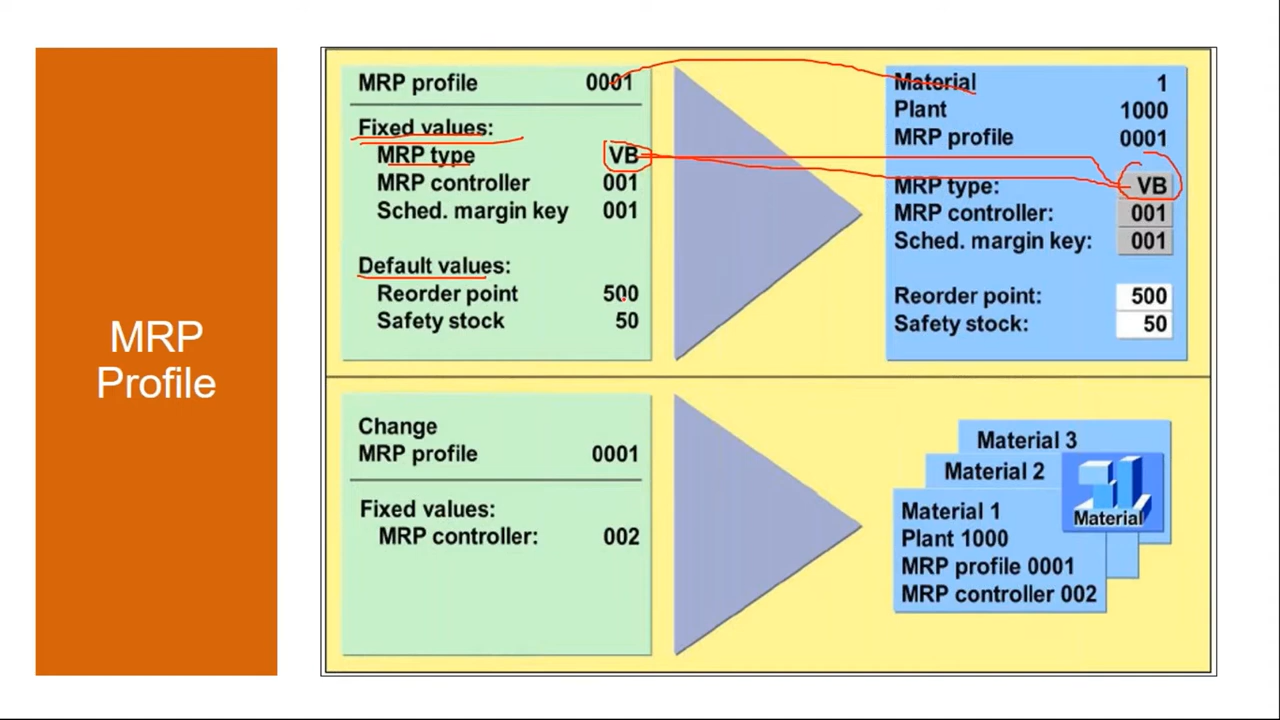 MRP
Profile
MRP profile 0001
Fixed values:
MRP type VB
MRP controller 001
Sched. margin key 001
Default values:
Reorder point 500
Safety stock 50
Material 1
Plant 1000
MRP profile 0001
MRP type: VB
MRP controller: 001
Sched. margin key: 001
Reorder point: 500
Safety stock: 50
Change
MRP profile 0001
Fixed values:
MRP controller: 002
Material 3
Material 2
Material
Material 1
Plant 1000
MRP profile 0001
MRP controller 002